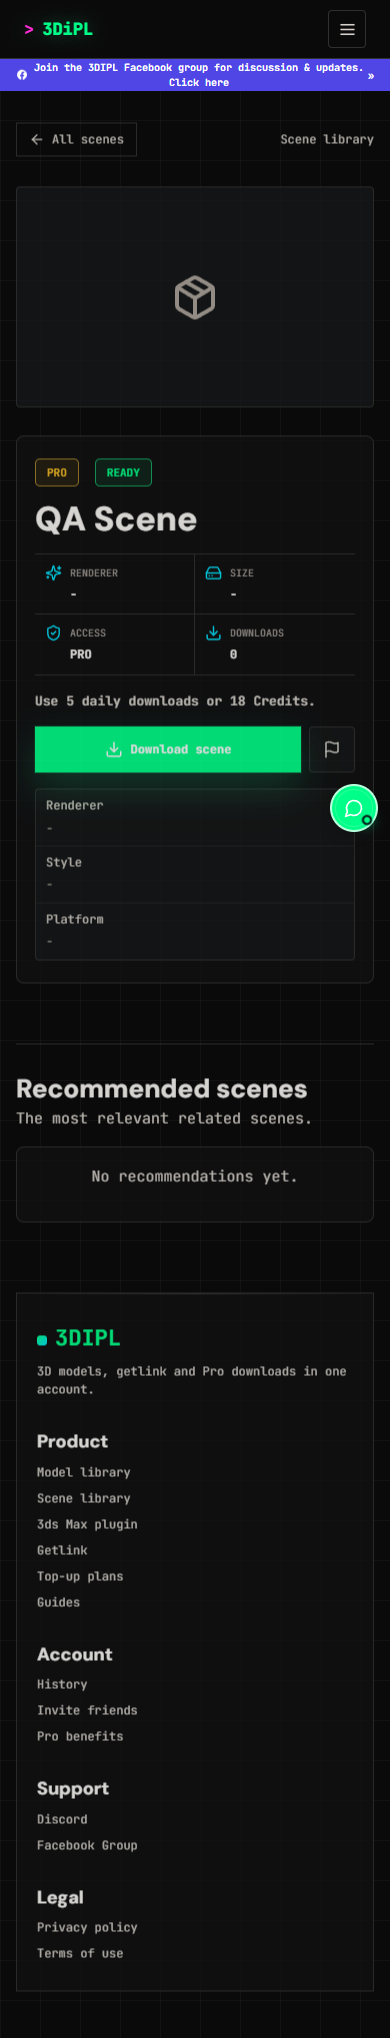 > 3DiPL
Join the 3DIPL Facebook group for discussion & updates. »
Click here
← All scenes
Scene library
PRO
READY
QA Scene
RENDERER
-
SIZE
-
ACCESS
PRO
DOWNLOADS
0
Use 5 daily downloads or 18 Credits.
Download scene
Renderer
-
Style
-
Platform
-
Recommended scenes
The most relevant related scenes.
No recommendations yet.
3DIPL
3D models, getlink and Pro downloads in one
account.
Product
Model library
Scene library
3ds Max plugin
Getlink
Top-up plans
Guides
Account
History
Invite friends
Pro benefits
Support
Discord
Facebook Group
Legal
Privacy policy
Terms of use